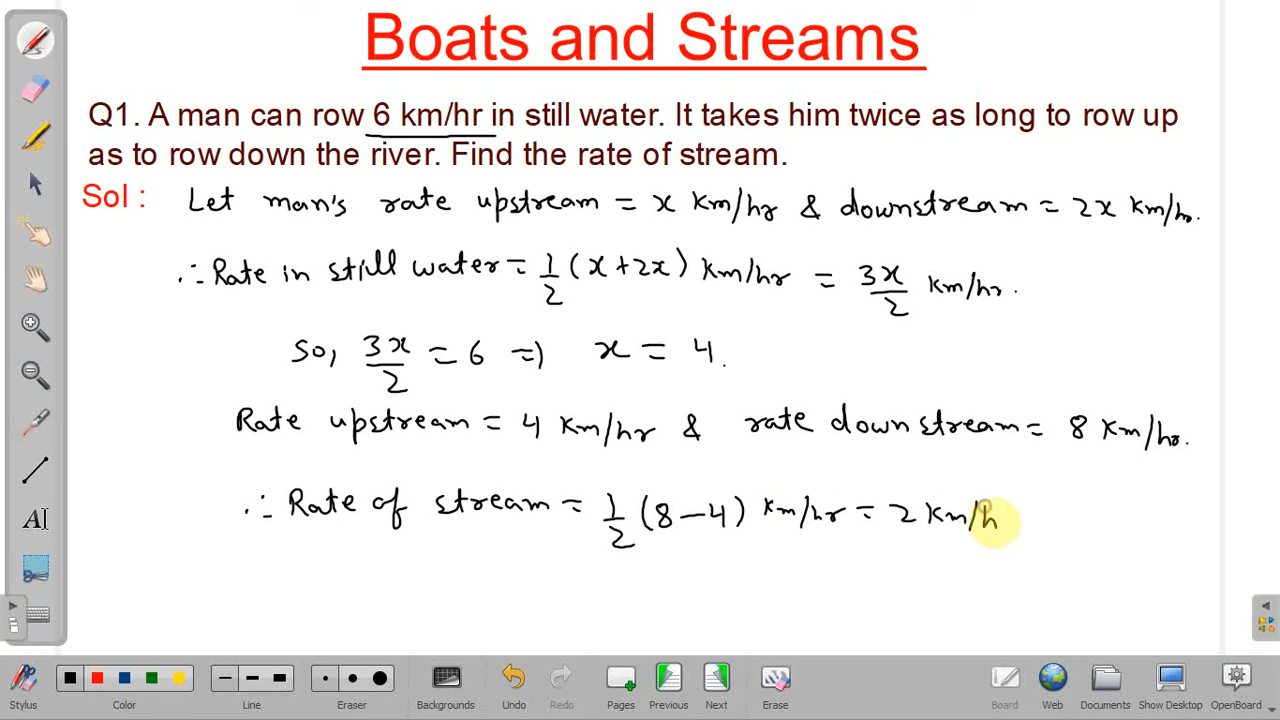 Boats and Streams
Q1. A man can row 6 km/hr in still water. It takes him twice as long to row up
as to row down the river. Find the rate of stream.
Sol : Let man's rate upstream = x km/hr & downstream = 2x km/hr.
∴ Rate in still water = 1/2 (x+2x) km/hr = 3x/2 km/hr.
So, 3x/2 = 6 => x = 4.
Rate upstream = 4 km/hr & rate downstream = 8 km/hr.
∴ Rate of stream = 1/2 (8-4) km/hr = 2 km/h
Stylus Color Line Eraser Backgrounds Undo Redo Pages Previous Next Erase Board Web Documents Show Desktop OpenBoard